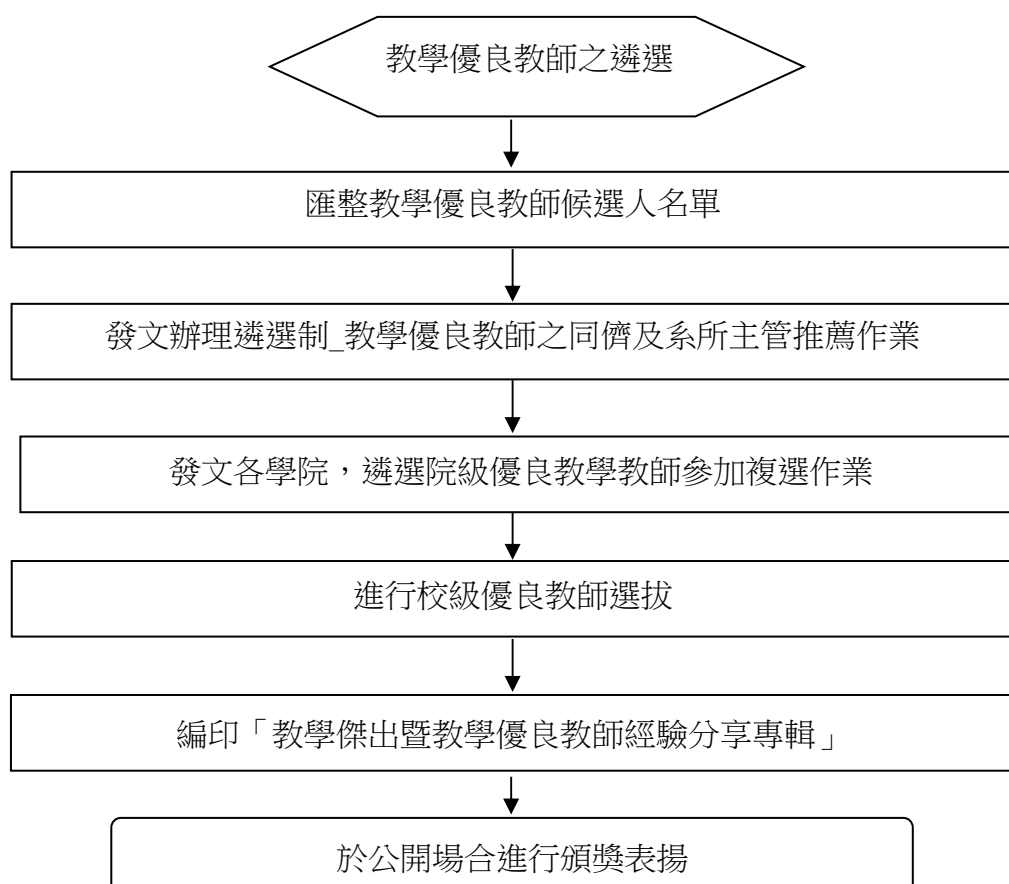 教學優良教師之遴選
匯整教學優良教師候選人名單
發文辦理遴選制_教學優良教師之同儕及系所主管推薦作業
發文各學院，遴選院級優良教學教師參加複選作業
進行校級優良教師選拔
編印「教學傑出暨教學優良教師經驗分享專輯」
於公開場合進行頒獎表揚